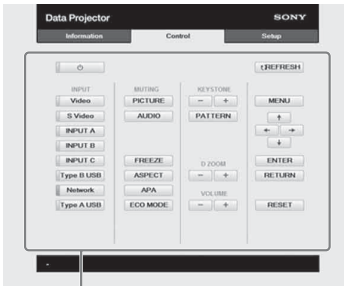 Data Projector SONY
Information Control Setup
REFRESH
INPUT MUTING KEYSTONE
Video PICTURE - + MENU
S Video AUDIO PATTERN ↑
INPUT A ← →
INPUT B ↓
INPUT C FREEZE D ZOOM ENTER
Type B USB ASPECT - + RETURN
Network APA VOLUME
Type A USB ECO MODE - + RESET